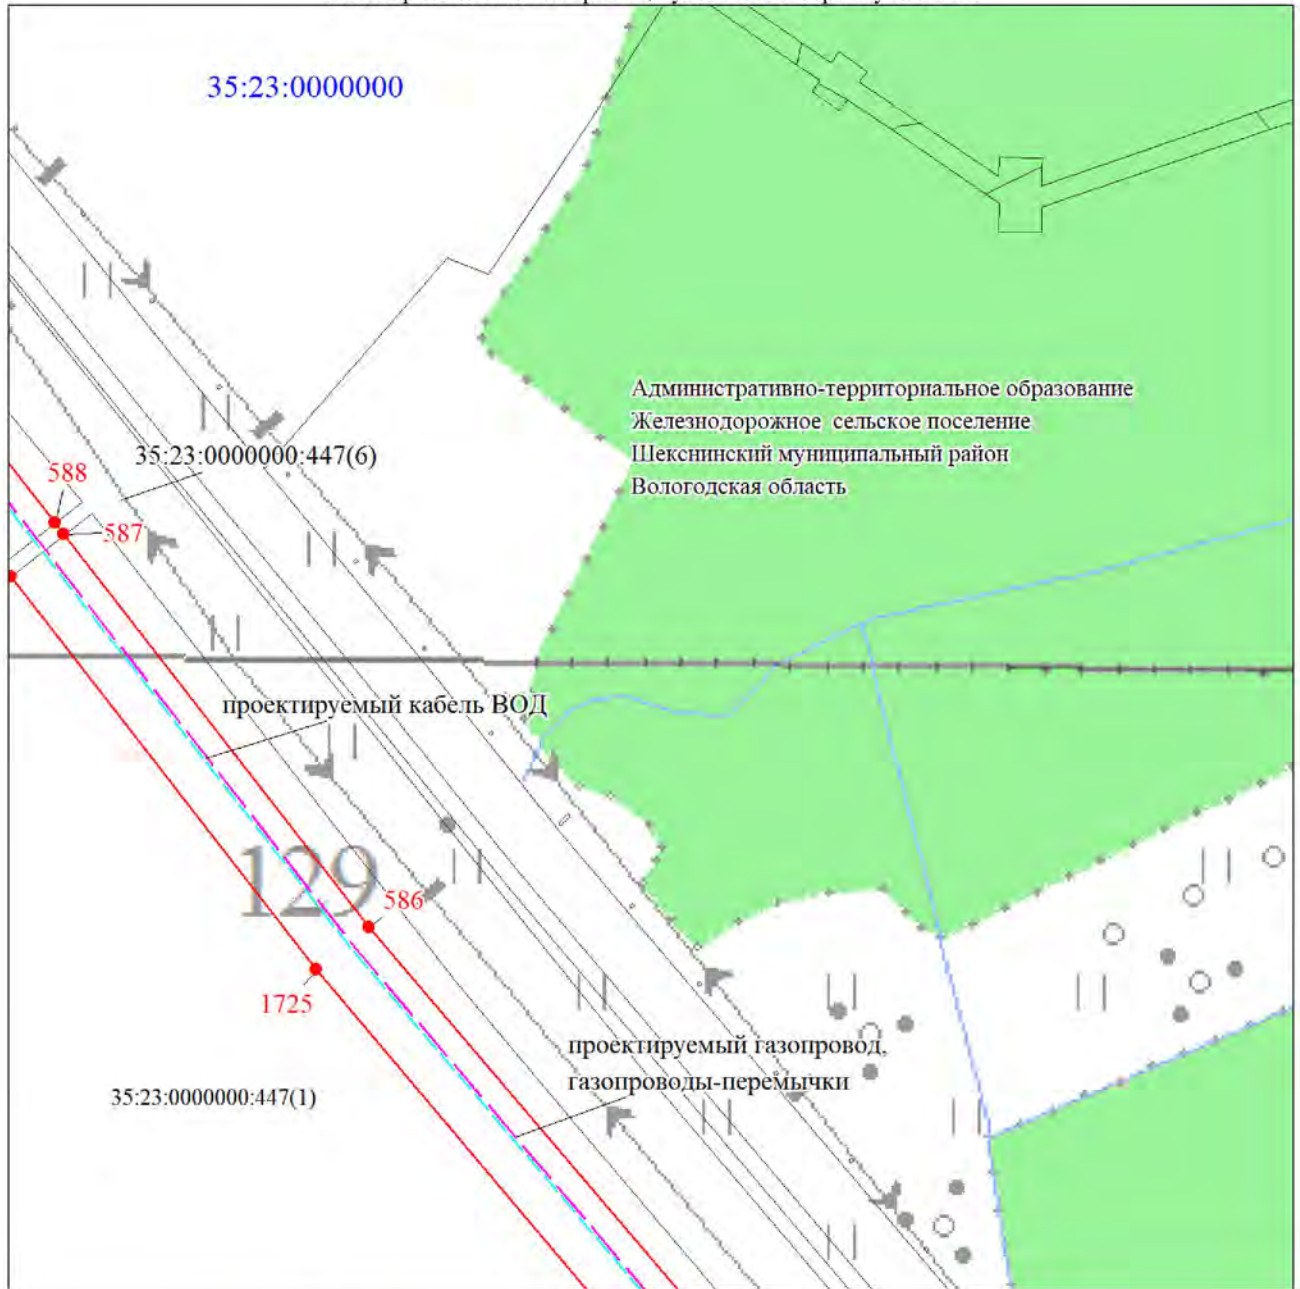 35:23:0000000
Административно-территориальное образование
Железнодорожное сельское поселение
Шекснинский муниципальный район
Вологодская область
35:23:0000000:447(6)
588
587
проектируемый кабель ВОД
129
586
1725
проектируемый газопровод,
газопроводы-перемычки
35:23:0000000:447(1)